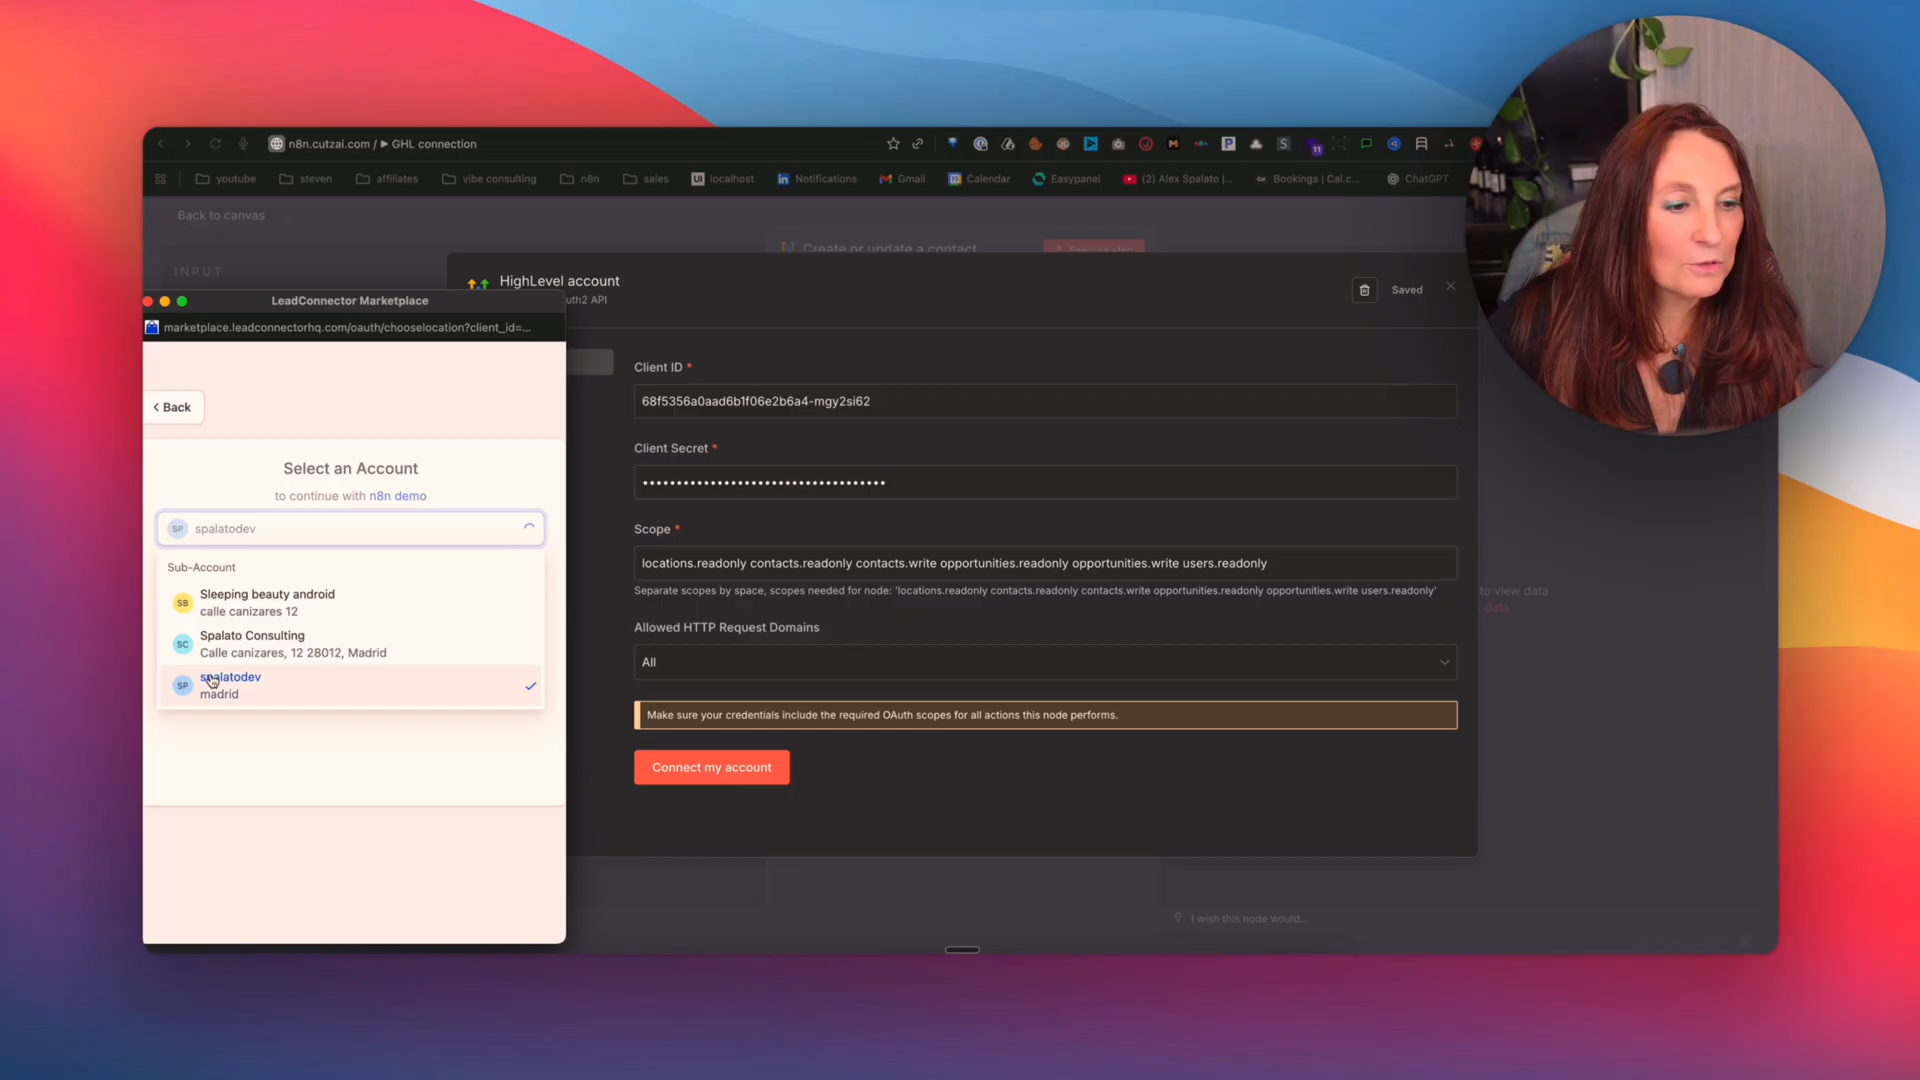 n8n.cutzai.com / ▶ GHL connection
11
youtube
steven
affiliates
vibe consulting
n8n
sales
UI localhost
in Notifications
Gmail
Calendar
Easypanel
(2) Alex Spalato |...
Bookings | Cal.c...
ChatGPT
Back to canvas
Create or update a contact
INPUT
HighLevel account
uth2 API
Saved
LeadConnector Marketplace
marketplace.leadconnectorhq.com/oauth/chooselocation?client_id=...
Back
Select an Account
to continue with n8n demo
SP spalatodev
Sub-Account
SB Sleeping beauty android
calle canizares 12
SC Spalato Consulting
Calle canizares, 12 28012, Madrid
SP spalatodev
madrid
Client ID *
68f5356a0aad6b1f06e2b6a4-mgy2si62
Client Secret *
••••••••••••••••••••••••••••••••••••
Scope *
locations.readonly contacts.readonly contacts.write opportunities.readonly opportunities.write users.readonly
Separate scopes by space, scopes needed for node: 'locations.readonly contacts.readonly contacts.write opportunities.readonly opportunities.write users.readonly'
Allowed HTTP Request Domains
All
Make sure your credentials include the required OAuth scopes for all actions this node performs.
Connect my account
to view data
data
I wish this node would...